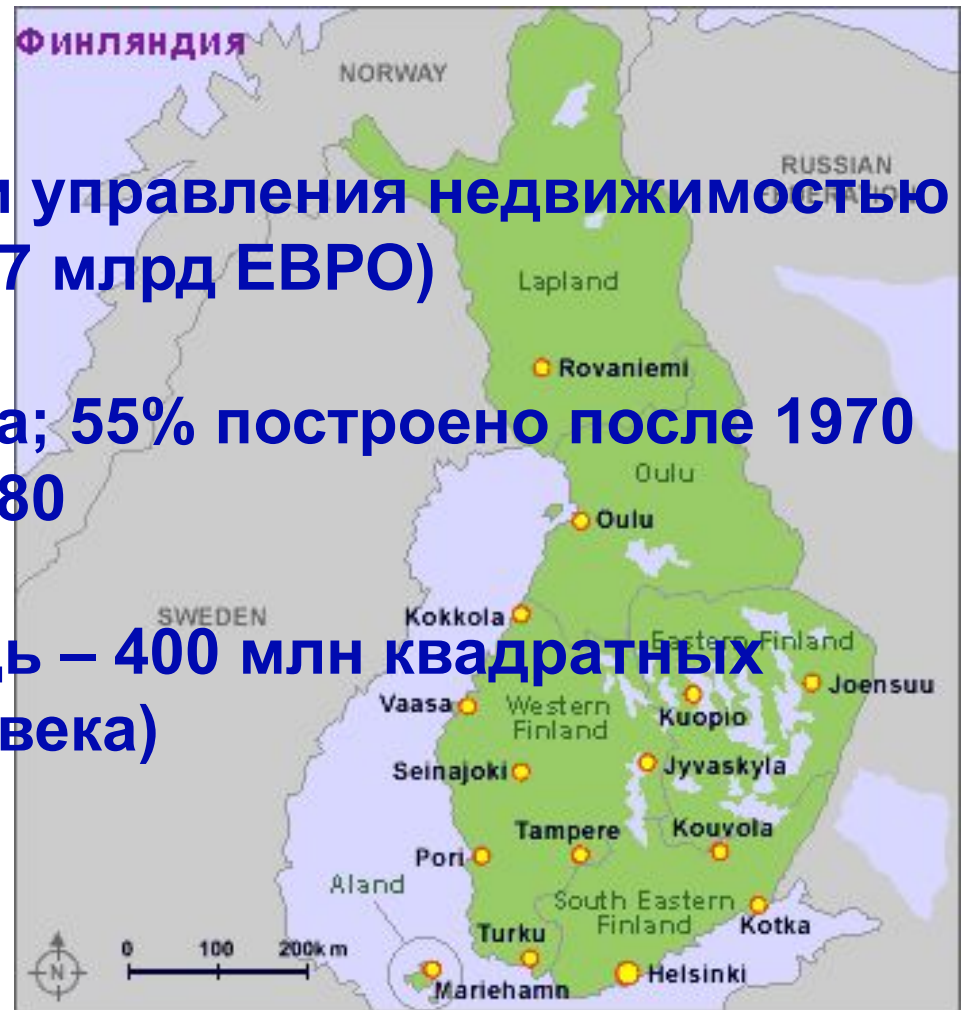 Финляндия
NORWAY
RUSSIAN
FEDERATION
и управления недвижимостью
7 млрд ЕВРО)
Lapland
Rovaniemi
а; 55% построено после 1970
80
Oulu
Oulu
SWEDEN
Kokkola
Eastern Finland
дь – 400 млн квадратных
века)
Joensuu
Vaasa
Western
Finland
Kuopio
Seinajoki
Jyvaskyla
Tampere
Kouvola
Pori
Aland
South Eastern
Finland
Kotka
Turku
0 100 200km
N
Helsinki
Mariehamn